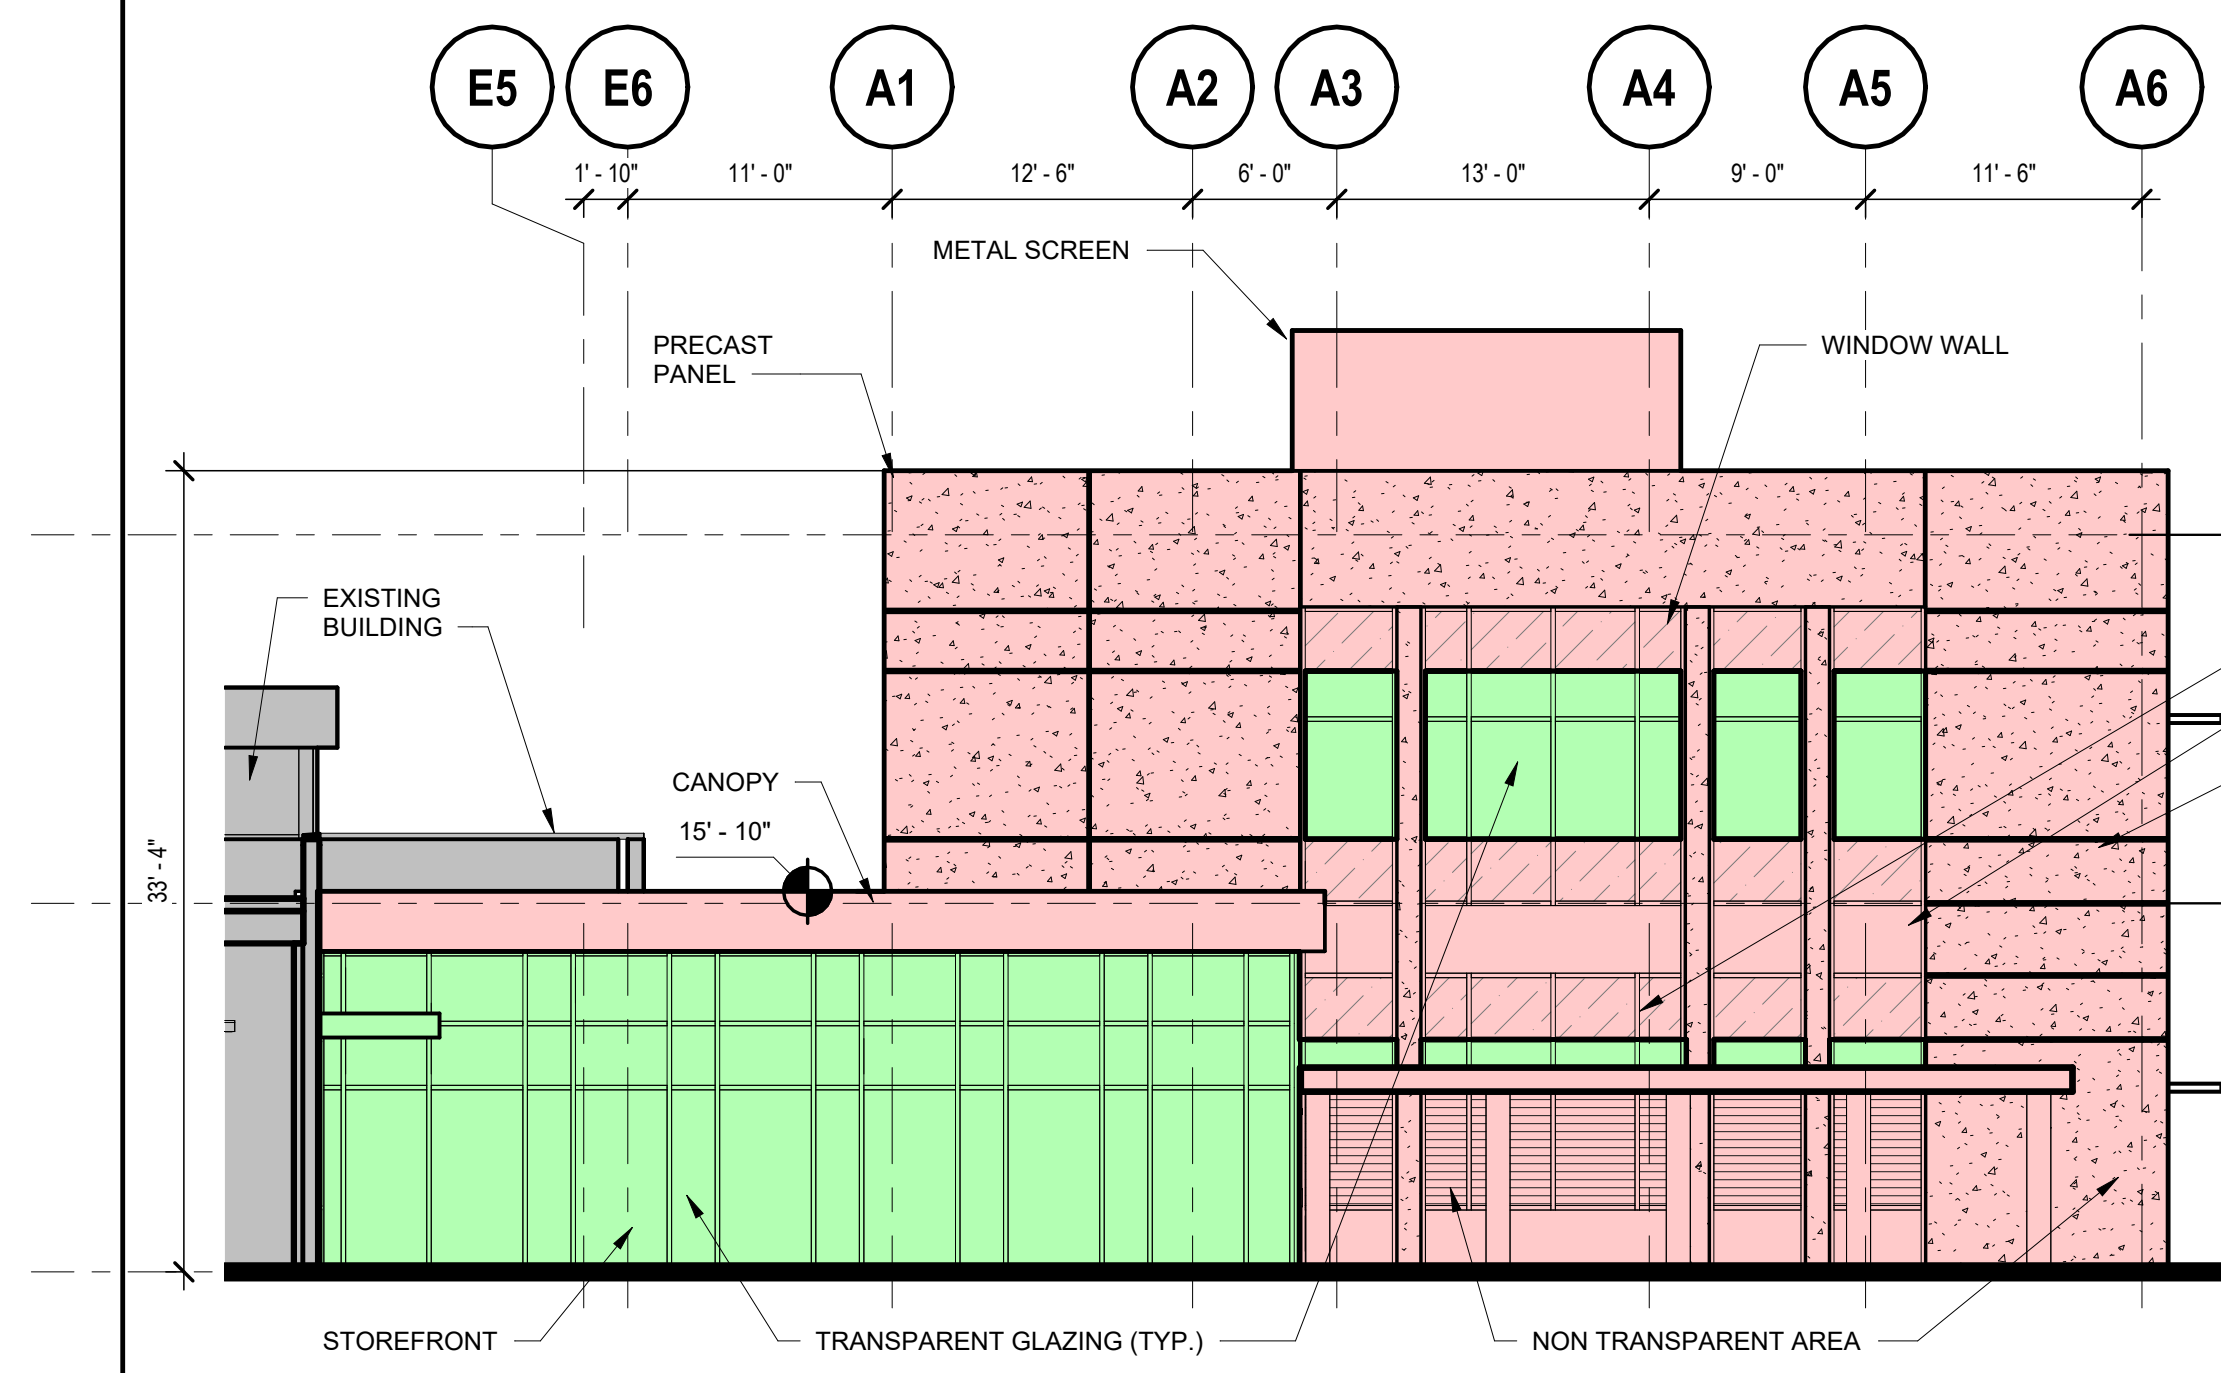 E5 E6 A1 A2 A3 A4 A5 A6
1' - 10" 11' - 0" 12' - 6" 6' - 0" 13' - 0" 9' - 0" 11' - 6"
METAL SCREEN
PRECAST
PANEL
WINDOW WALL
EXISTING
BUILDING
CANOPY
15' - 10"
33' - 4"
STOREFRONT
TRANSPARENT GLAZING (TYP.)
NON TRANSPARENT AREA